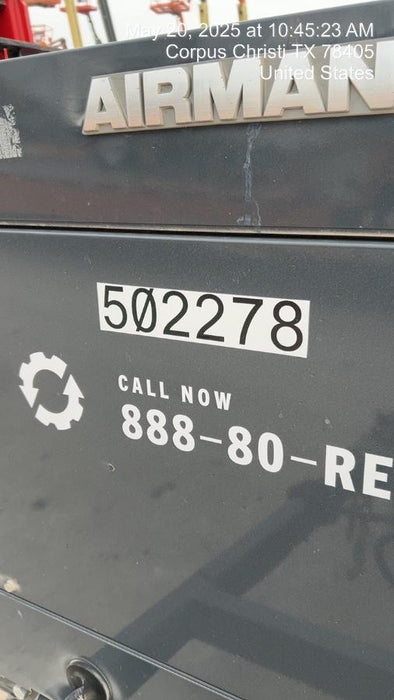 May 20, 2025 at 10:45:23 AM
Corpus Christi TX 78405
United States
AIRMAN
502278
CALL NOW
888-80-RE